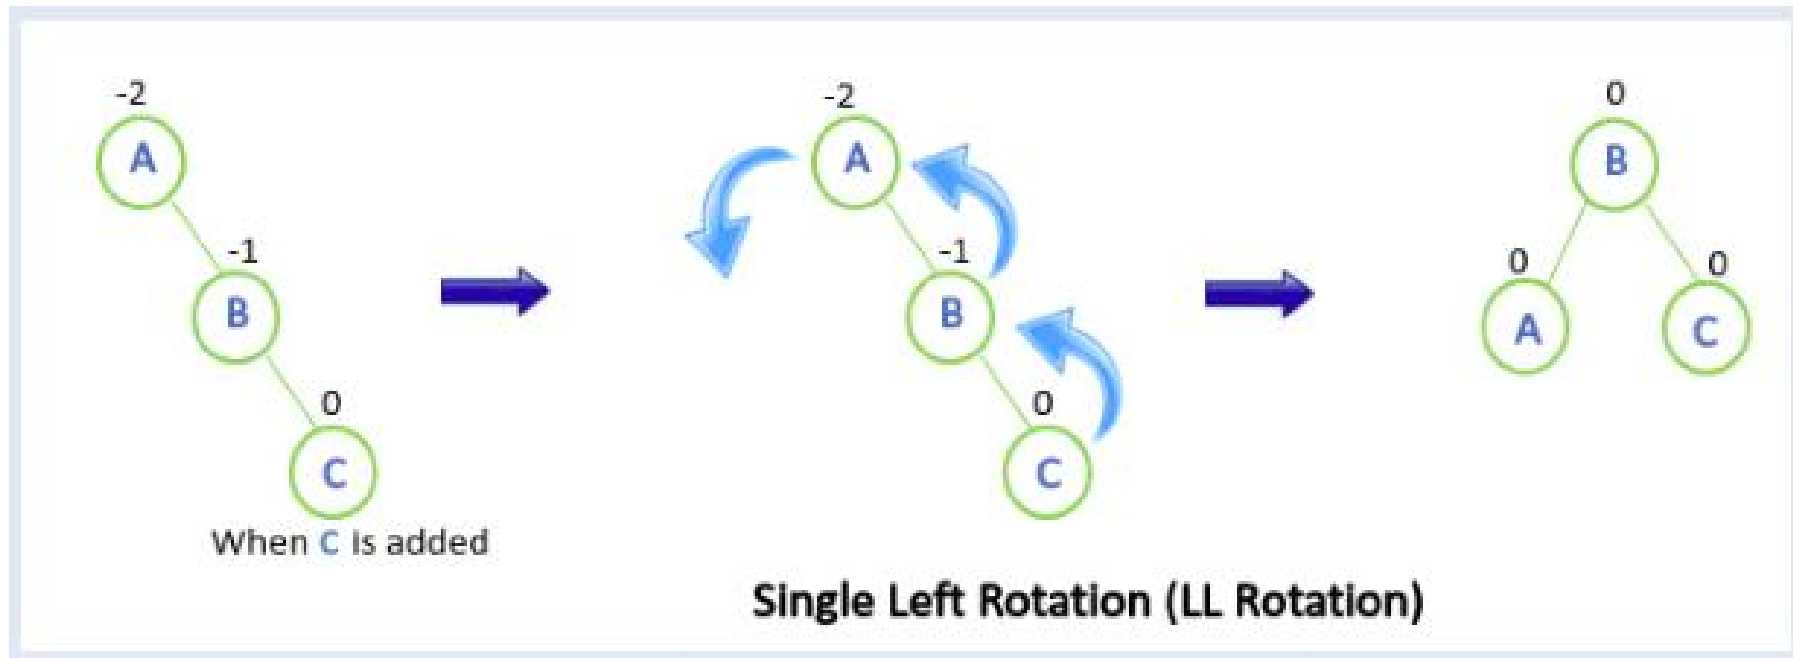 -2
A
-1
B
0
C
When C is added
-2
A
-1
B
0
C
0
B
0
A
0
C
Single Left Rotation (LL Rotation)